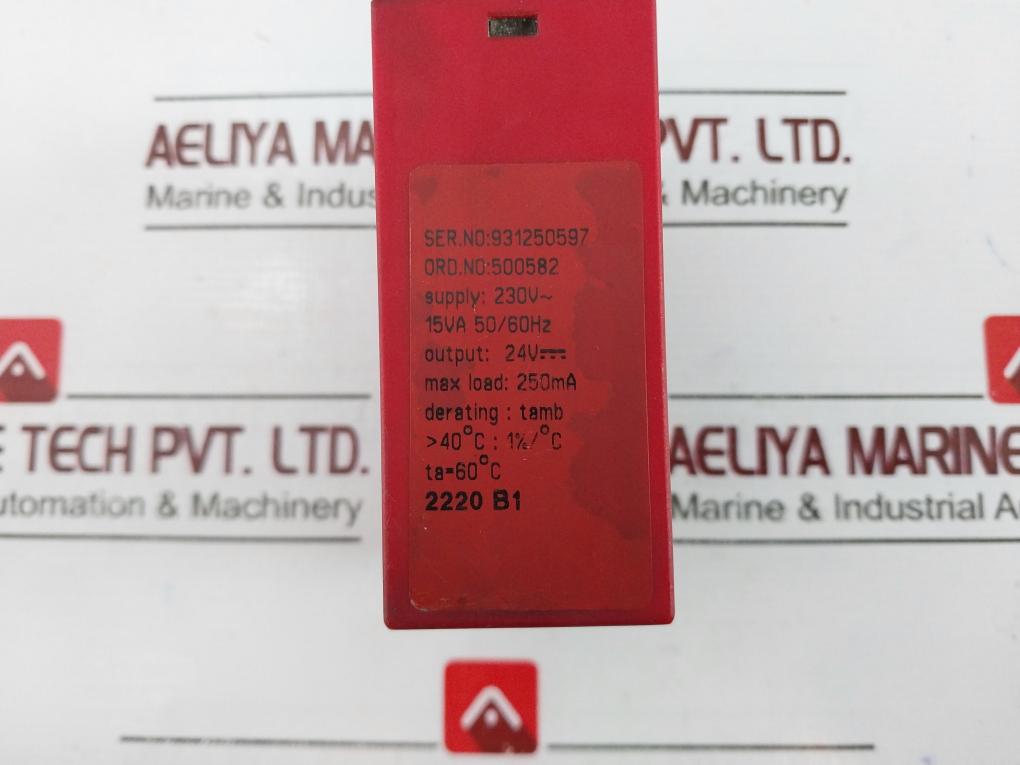 AELIYA MA PVT. LTD.
Marine & Indus & Machinery
SER.NO:931250597
ORD.NO:500582
supply: 230V~
15VA 50/60Hz
output: 24V⎓
max load: 250mA
derating : tamb
>40°C : 1%/°C
ta=60°C
2220 B1
E TECH PVT. LTD.
utomation & Machinery
AELIYA MARINE
Marine & Industrial A